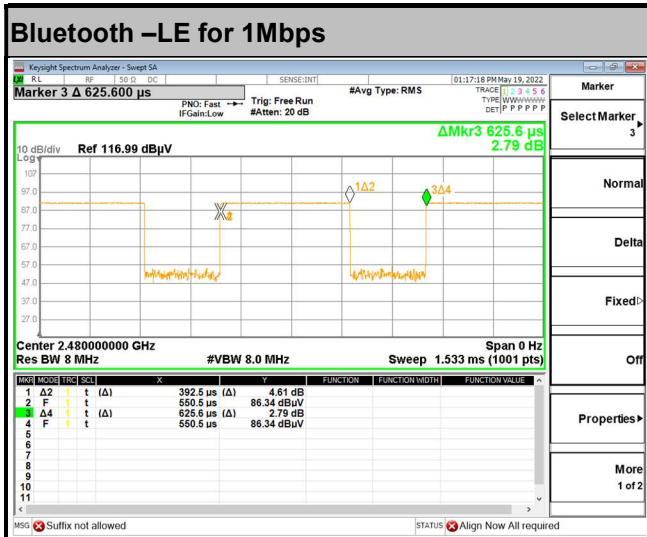 Bluetooth –LE for 1Mbps
Keysight Spectrum Analyzer - Swept SA
LXI RL RF 50 Ω DC SENSE:INT 01:17:18 PM May 19, 2022
Marker 3 Δ 625.600 µs
PNO: Fast
IFGain:Low
Trig: Free Run
#Atten: 20 dB
#Avg Type: RMS
TRACE 1 2 3 4 5 6
TYPE WWWWWW
DET P P P P P P
ΔMkr3 625.6 µs
2.79 dB
10 dB/div Ref 116.99 dBµV
Log
107
97.0
87.0
77.0
67.0
57.0
47.0
37.0
27.0
1Δ2
3Δ4
Center 2.480000000 GHz Span 0 Hz
Res BW 8 MHz #VBW 8.0 MHz Sweep 1.533 ms (1001 pts)
MKR MODE TRC SCL X Y FUNCTION FUNCTION WIDTH FUNCTION VALUE
1 Δ2 1 t (Δ) 392.5 µs (Δ) 4.61 dB
2 F 1 t 550.5 µs 86.34 dBµV
3 Δ4 1 t (Δ) 625.6 µs (Δ) 2.79 dB
4 F 1 t 550.5 µs 86.34 dBµV
5
6
7
8
9
10
11
MSG Suffix not allowed STATUS Align Now All required
Marker
Select Marker
3
Normal
Delta
Fixed
Off
Properties
More
1 of 2